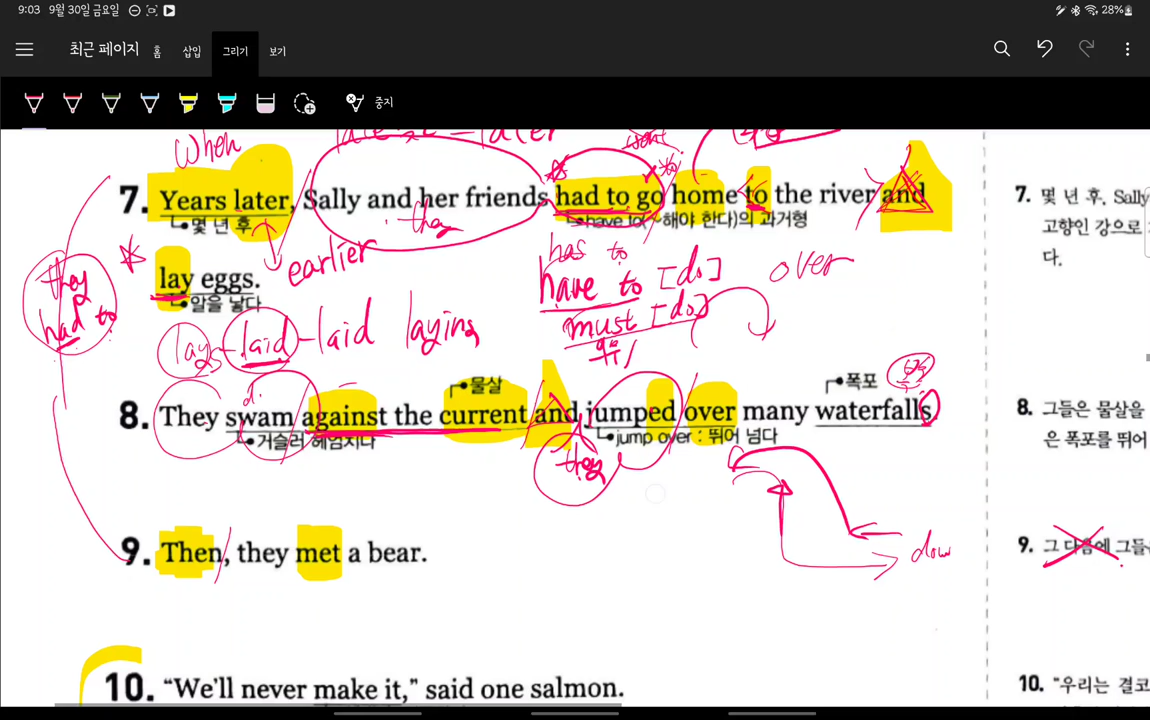 9:03 9월 30일 금요일 28%
최근 페이지 홈 삽입 그리기 보기
중지
When later
7. Years later, Sally and her friends had to go home to the river and
몇 년 후 they have to(~해야 한다)의 과거형
7. 몇 년 후, Sally
고향인 강으로
다.
lay eggs.
알을 낳다
earlier
has to
have to [do]
must [do]
over
they
had to
lays - laid - laid laying
물살
폭포
8. They swam against the current and jumped over many waterfalls
거슬러 헤엄치다 jump over : 뛰어 넘다
they
8. 그들은 물살을
은 폭포를 뛰어
9. Then, they met a bear.
down
9. 그 다음에 그들
10. “We'll never make it,” said one salmon.
10. “우리는 결코